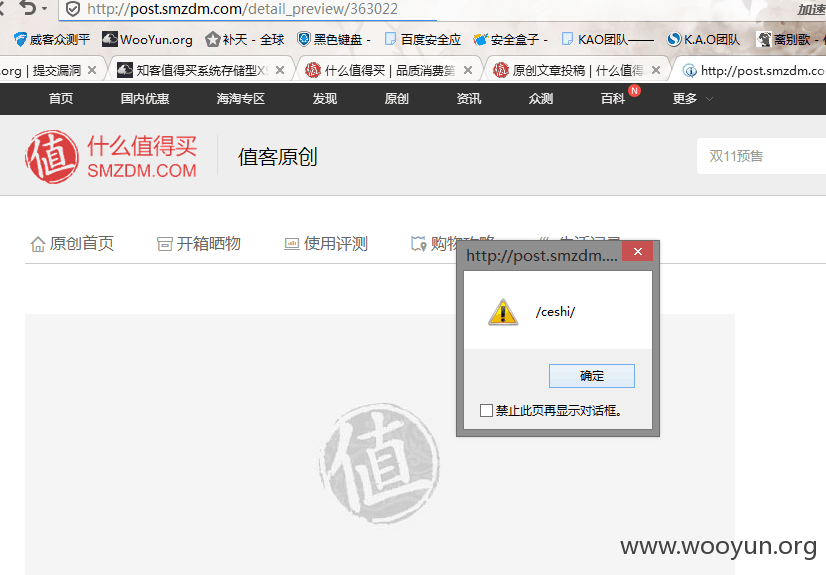 http://post.smzdm.com/detail_preview/363022
加速
威客众测平 WooYun.org 补天 - 全球 黑色键盘 - 百度安全应 安全盒子 - KAO团队—— K.A.O团队 离别歌 -
.org | 提交漏洞 知客值得买系统存储型XS 什么值得买 | 品质消费第 原创文章投稿 | 什么值得 http://post.smzdm.co
首页 国内优惠 海淘专区 发现 原创 资讯 众测 百科 N 更多
值 什么值得买
SMZDM.COM
值客原创
双11预售
原创首页 开箱晒物 使用评测 购物攻略 生活记录
http://post.smzdm....
/ceshi/
确定
禁止此页再显示对话框。
值
www.wooyun.org